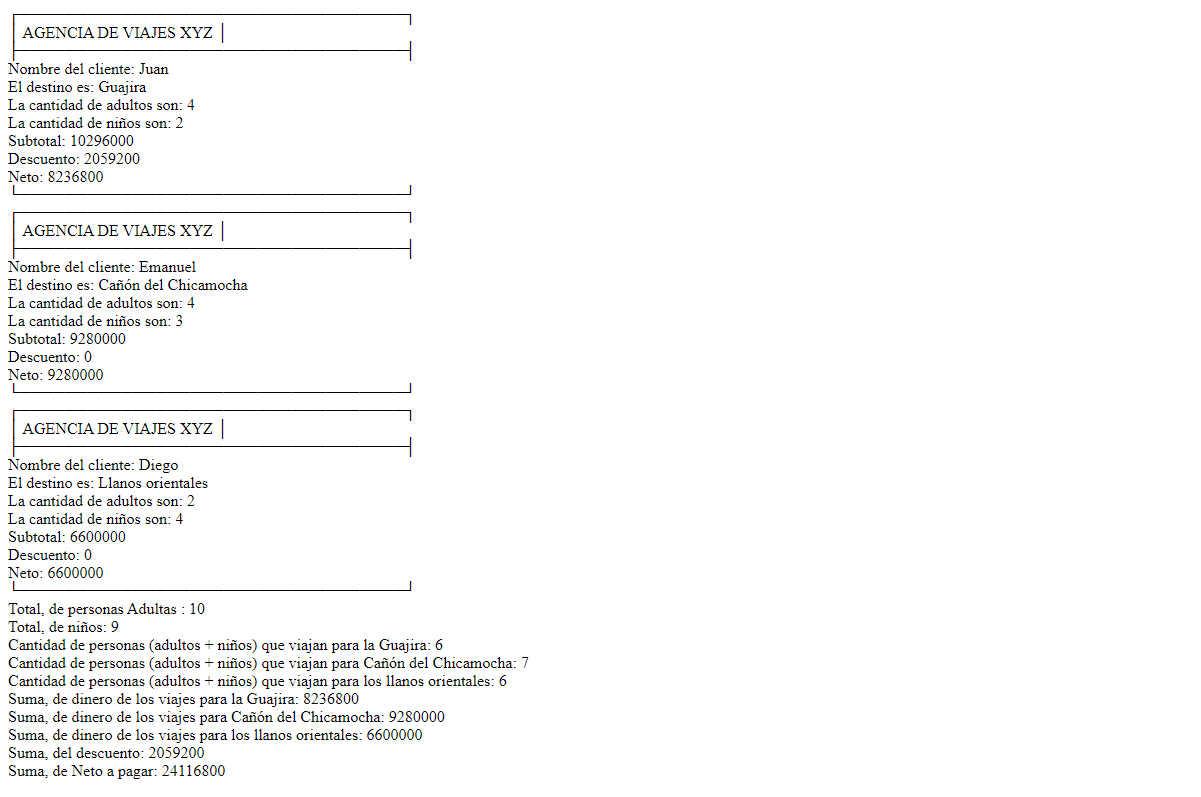 AGENCIA DE VIAJES XYZ
Nombre del cliente: Juan
El destino es: Guajira
La cantidad de adultos son: 4
La cantidad de niños son: 2
Subtotal: 10296000
Descuento: 2059200
Neto: 8236800
AGENCIA DE VIAJES XYZ
Nombre del cliente: Emanuel
El destino es: Cañón del Chicamocha
La cantidad de adultos son: 4
La cantidad de niños son: 3
Subtotal: 9280000
Descuento: 0
Neto: 9280000
AGENCIA DE VIAJES XYZ
Nombre del cliente: Diego
El destino es: Llanos orientales
La cantidad de adultos son: 2
La cantidad de niños son: 4
Subtotal: 6600000
Descuento: 0
Neto: 6600000
Total, de personas Adultas : 10
Total, de niños: 9
Cantidad de personas (adultos + niños) que viajan para la Guajira: 6
Cantidad de personas (adultos + niños) que viajan para Cañón del Chicamocha: 7
Cantidad de personas (adultos + niños) que viajan para los llanos orientales: 6
Suma, de dinero de los viajes para la Guajira: 8236800
Suma, de dinero de los viajes para Cañón del Chicamocha: 9280000
Suma, de dinero de los viajes para los llanos orientales: 6600000
Suma, del descuento: 2059200
Suma, de Neto a pagar: 24116800